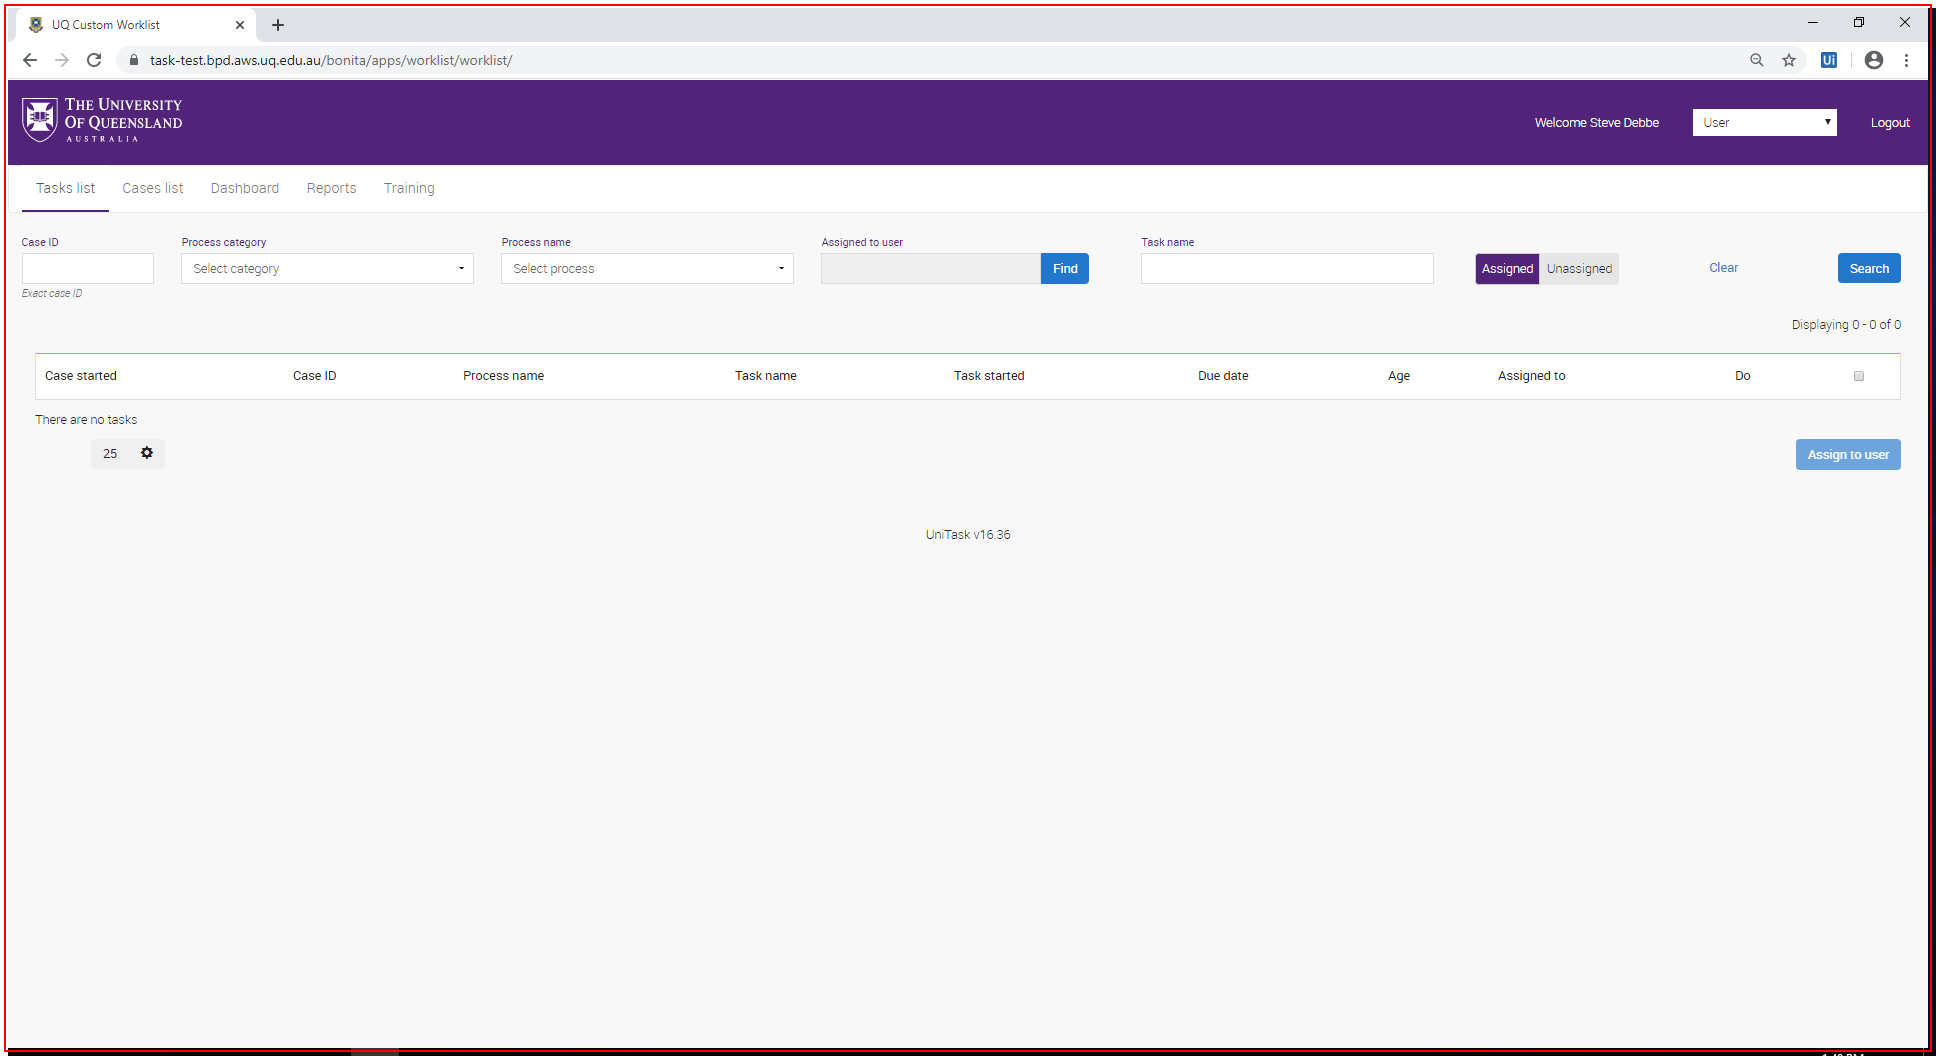 UQ Custom Worklist
task-test.bpd.aws.uq.edu.au/bonita/apps/worklist/worklist/
Ui
THE UNIVERSITY
OF QUEENSLAND
AUSTRALIA
Welcome Steve Debbe
User
Logout
Tasks list Cases list Dashboard Reports Training
Case ID Process category Process name Assigned to user Task name
Select category Select process Find Assigned Unassigned Clear Search
Exact case ID
Displaying 0 - 0 of 0
Case started Case ID Process name Task name Task started Due date Age Assigned to Do
There are no tasks
25
Assign to user
UniTask v16.36